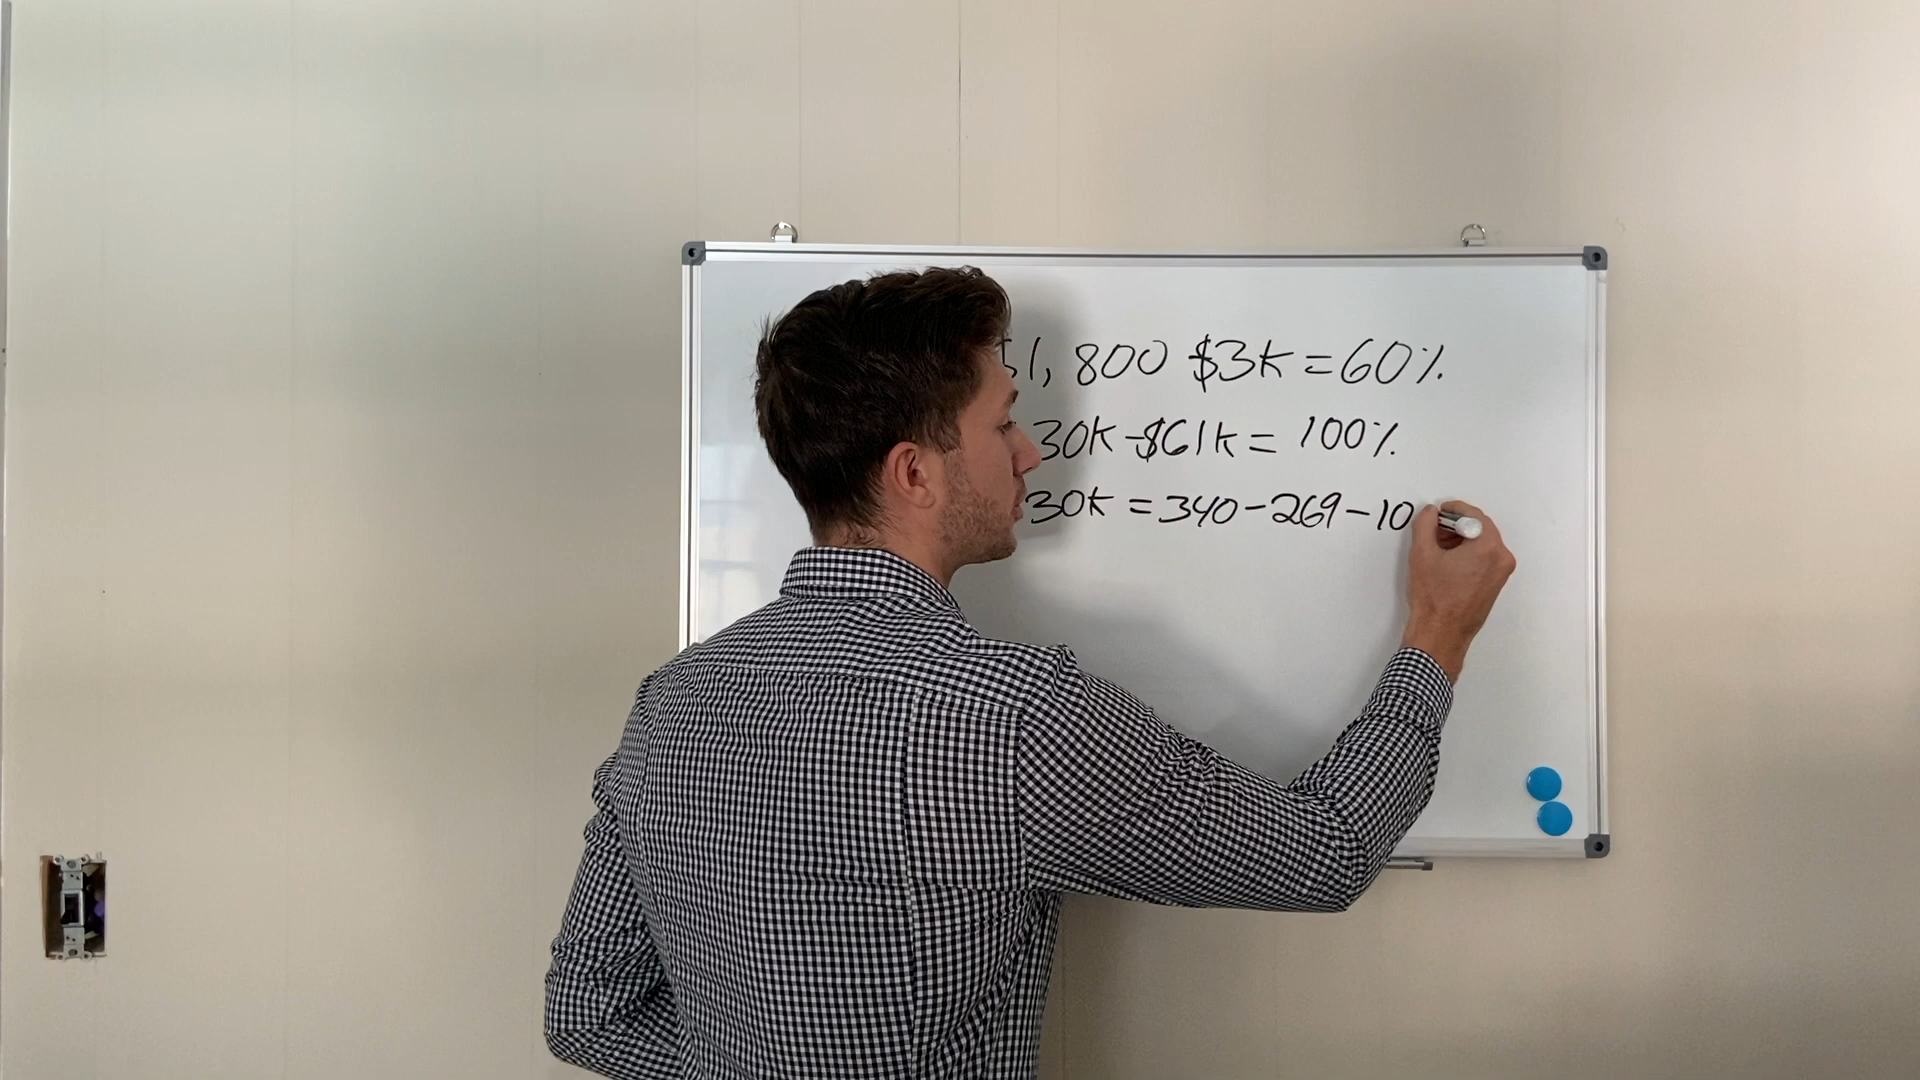 $1, 800 $3k = 60%
30k - $61k = 100%
30k = 340 - 269 - 10